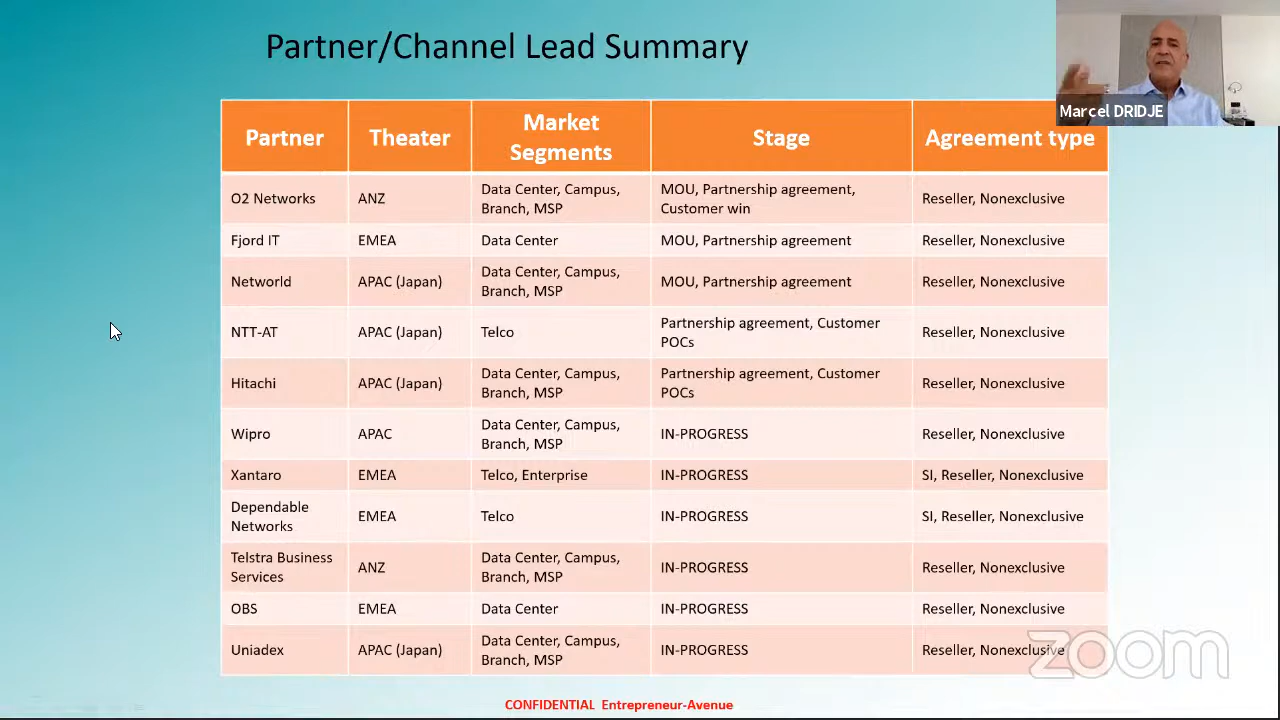 Partner/Channel Lead Summary
Marcel DRIDJE
Partner
Theater
Market
Segments
Stage
Agreement type
O2 Networks
ANZ
Data Center, Campus,
Branch, MSP
MOU, Partnership agreement,
Customer win
Reseller, Nonexclusive
Fjord IT
EMEA
Data Center
MOU, Partnership agreement
Reseller, Nonexclusive
Networld
APAC (Japan)
Data Center, Campus,
Branch, MSP
MOU, Partnership agreement
Reseller, Nonexclusive
NTT-AT
APAC (Japan)
Telco
Partnership agreement, Customer
POCs
Reseller, Nonexclusive
Hitachi
APAC (Japan)
Data Center, Campus,
Branch, MSP
Partnership agreement, Customer
POCs
Reseller, Nonexclusive
Wipro
APAC
Data Center, Campus,
Branch, MSP
IN-PROGRESS
Reseller, Nonexclusive
Xantaro
EMEA
Telco, Enterprise
IN-PROGRESS
SI, Reseller, Nonexclusive
Dependable
Networks
EMEA
Telco
IN-PROGRESS
SI, Reseller, Nonexclusive
Telstra Business
Services
ANZ
Data Center, Campus,
Branch, MSP
IN-PROGRESS
Reseller, Nonexclusive
OBS
EMEA
Data Center
IN-PROGRESS
Reseller, Nonexclusive
Uniadex
APAC (Japan)
Data Center, Campus,
Branch, MSP
IN-PROGRESS
Reseller, Nonexclusive
zoom
CONFIDENTIAL Entrepreneur-Avenue